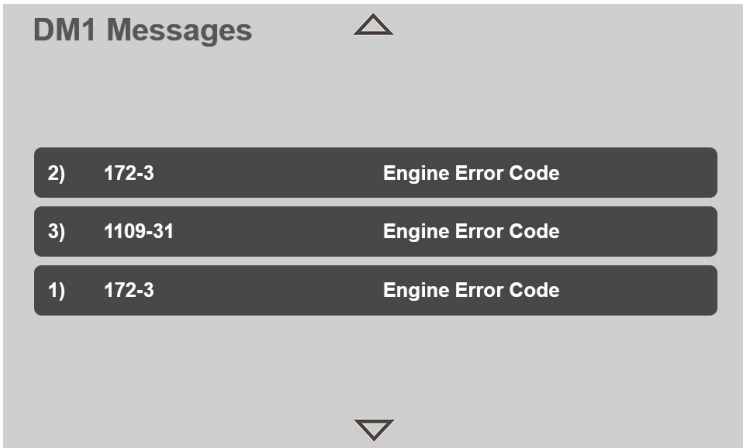 DM1 Messages
2) 172-3 Engine Error Code
3) 1109-31 Engine Error Code
1) 172-3 Engine Error Code